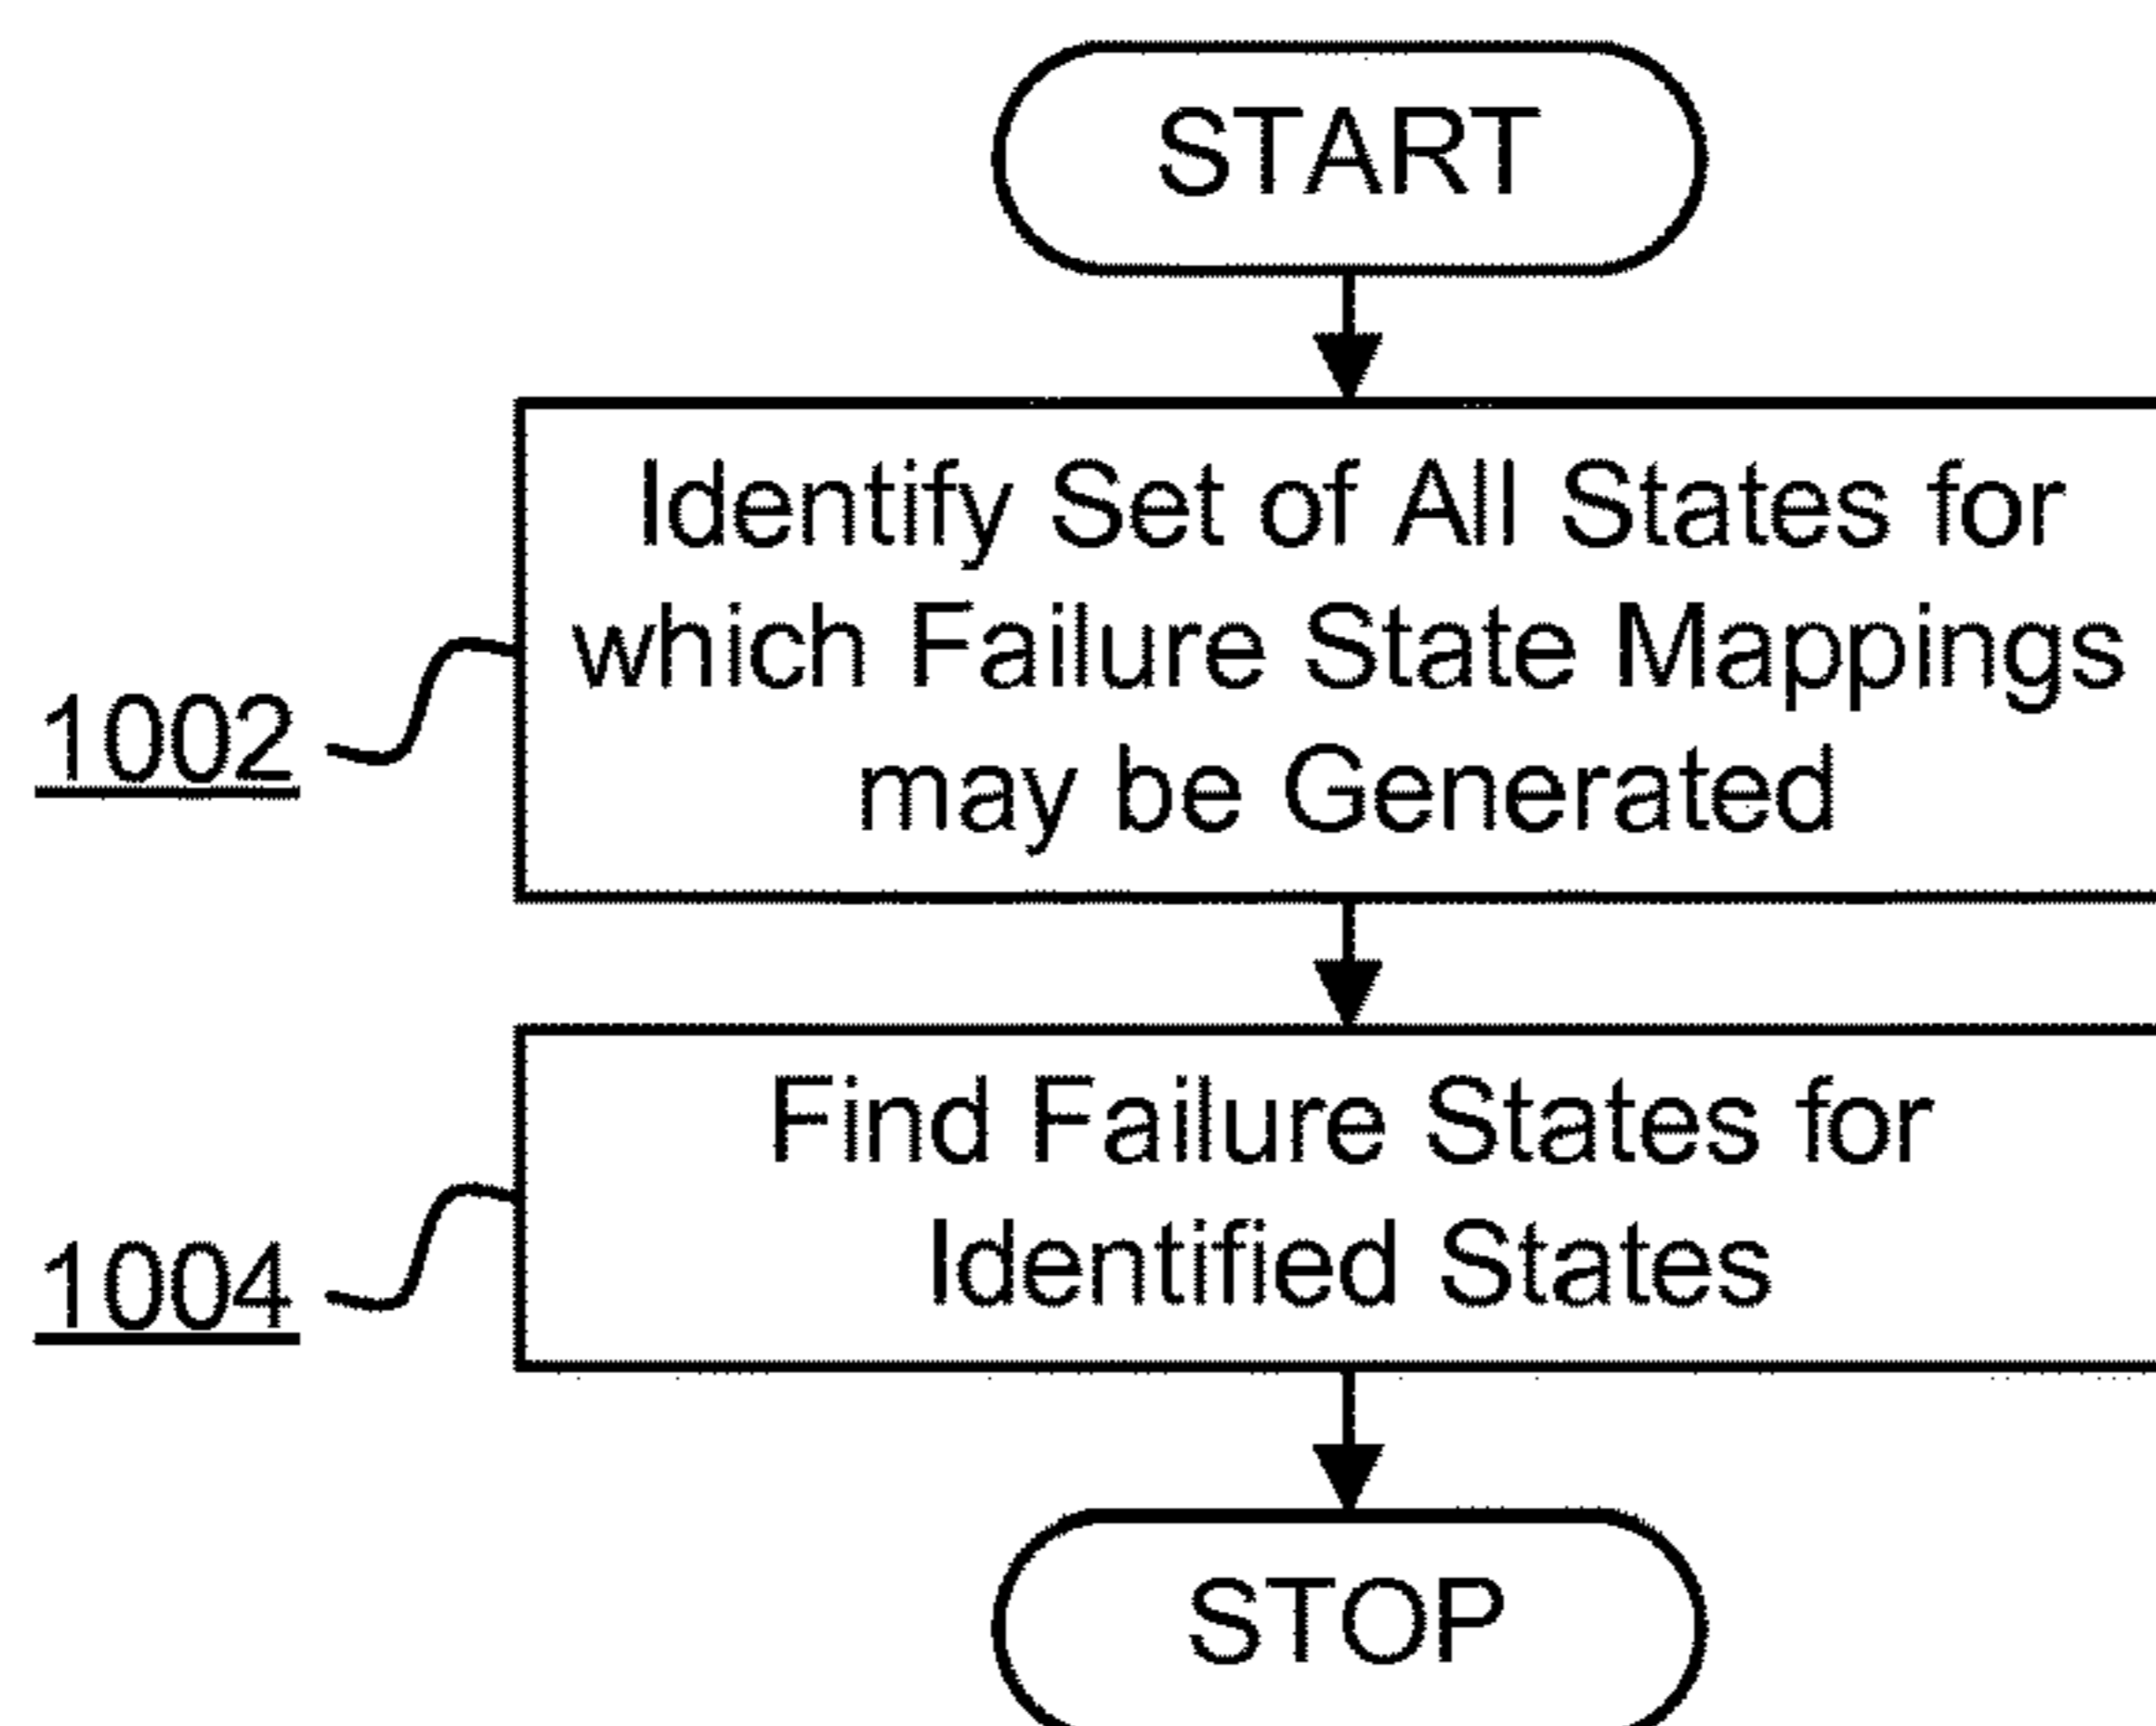 START
Identify Set of All States for
which Failure State Mappings
may be Generated
1002
Find Failure States for
Identified States
1004
STOP